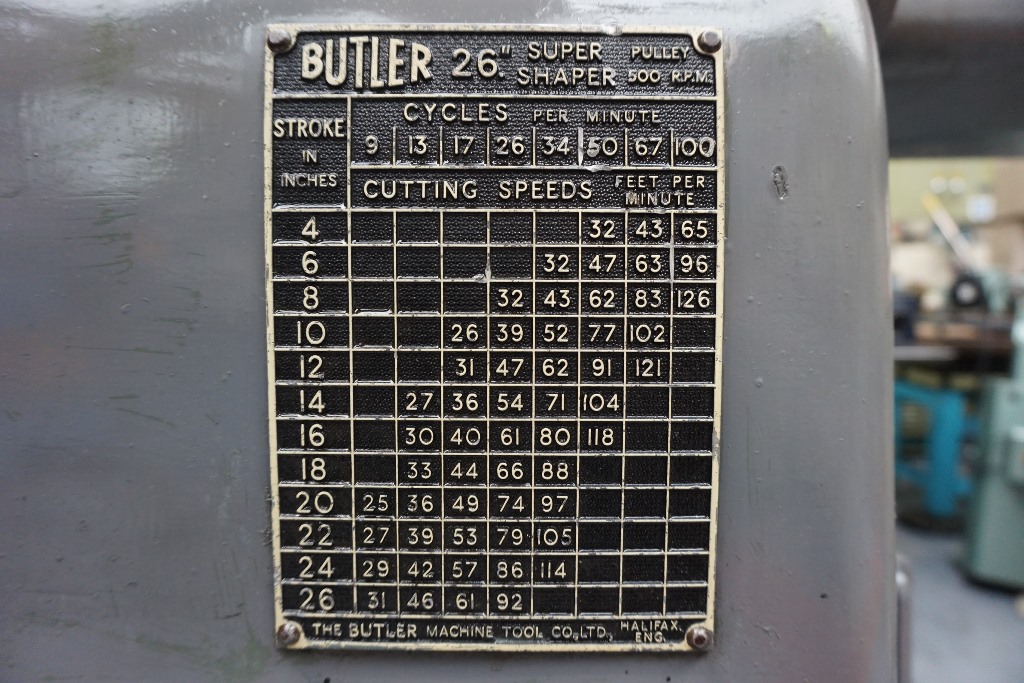 BUTLER 26" SUPER SHAPER PULLEY 500 R.P.M.
STROKE IN INCHES
CYCLES PER MINUTE
9 13 17 26 34 50 67 100
CUTTING SPEEDS FEET PER MINUTE
4 32 43 65
6 32 47 63 96
8 32 43 62 83 126
10 26 39 52 77 102
12 31 47 62 91 121
14 27 36 54 71 104
16 30 40 61 80 118
18 33 44 66 88
20 25 36 49 74 97
22 27 39 53 79 105
24 29 42 57 86 114
26 31 46 61 92
THE BUTLER MACHINE TOOL CO. LTD., HALIFAX, ENG.